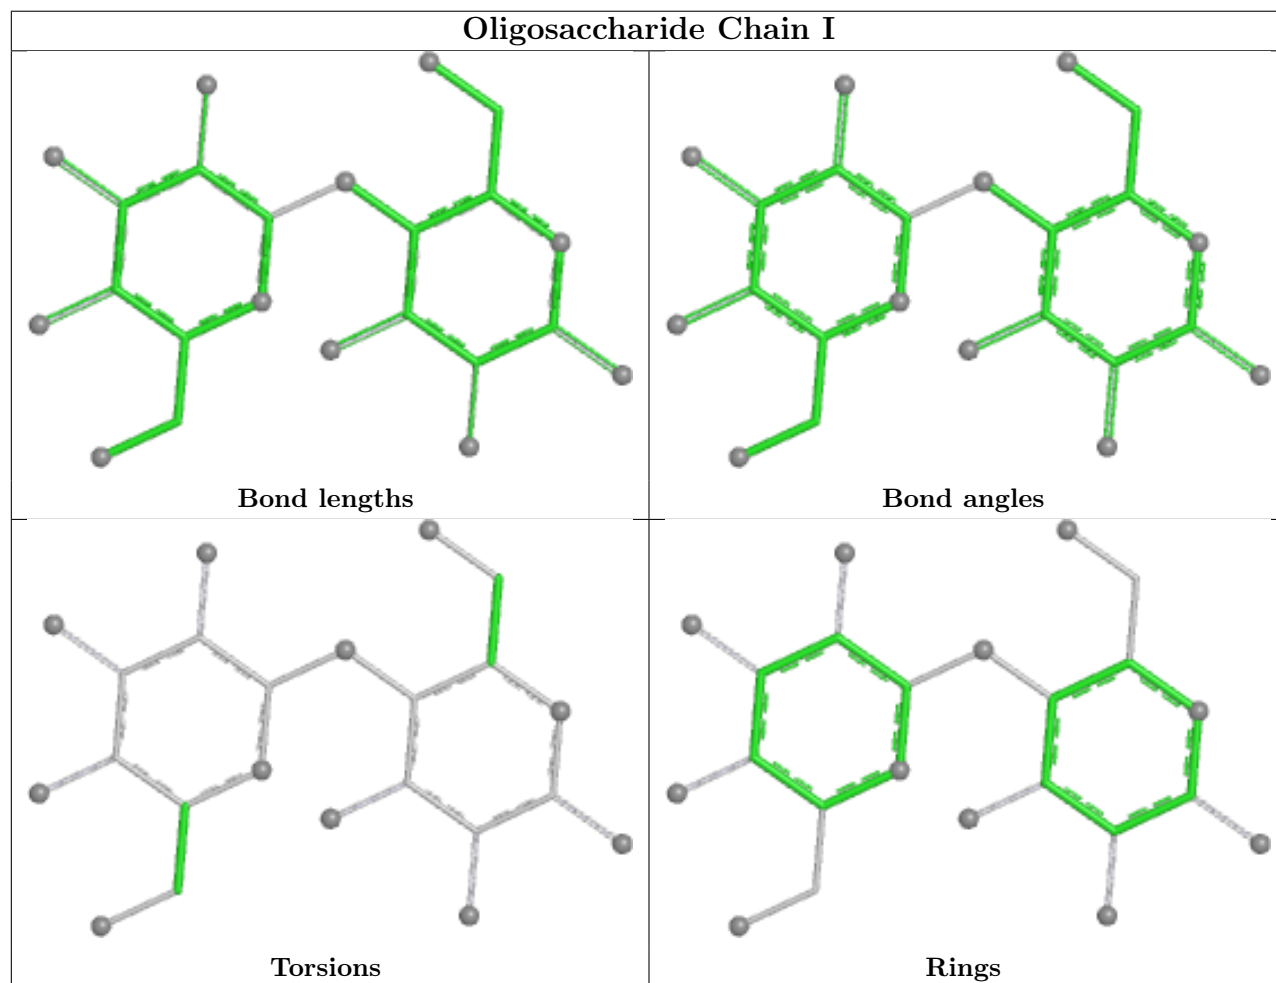 Oligosaccharide Chain I
Bond lengths
Bond angles
Torsions
Rings